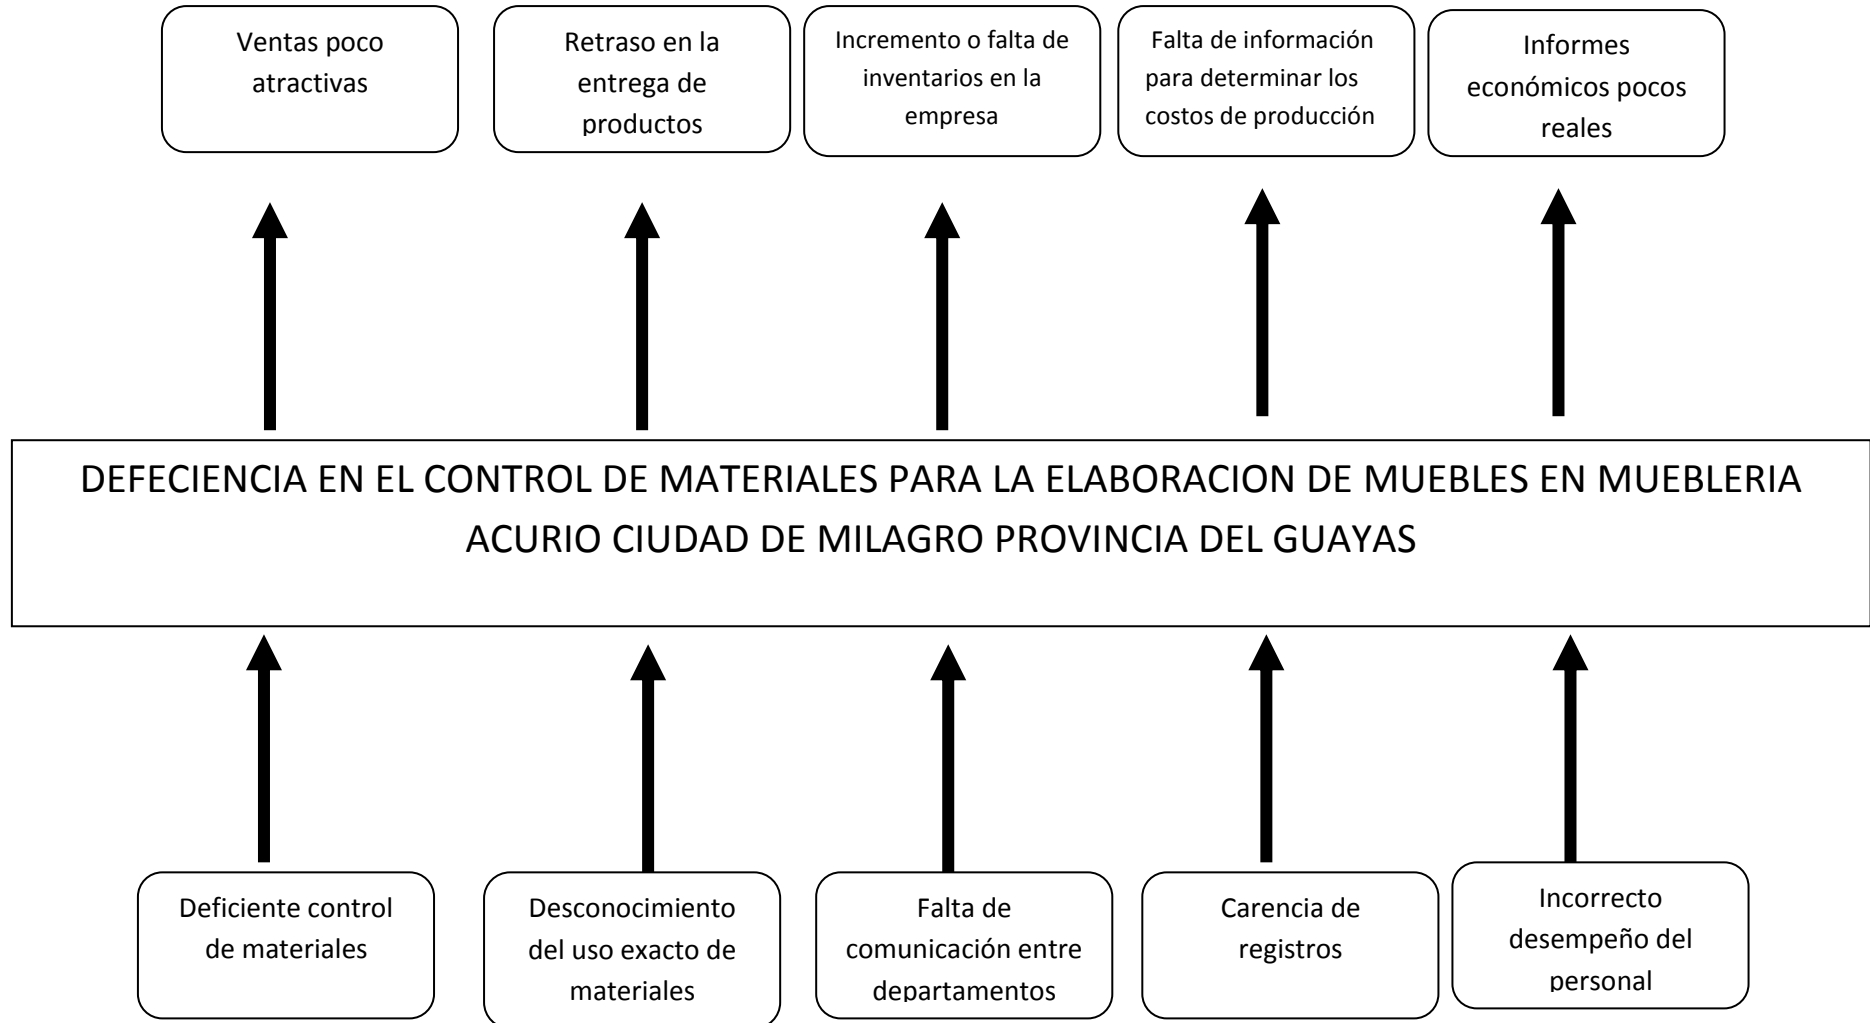 Ventas poco
atractivas
Retraso en la
entrega de
productos
Incremento o falta de
inventarios en la
empresa
Falta de información
para determinar los
costos de producción
Informes
económicos pocos
reales
DEFECIENCIA EN EL CONTROL DE MATERIALES PARA LA ELABORACION DE MUEBLES EN MUEBLERIA
ACURIO CIUDAD DE MILAGRO PROVINCIA DEL GUAYAS
Deficiente control
de materiales
Desconocimiento
del uso exacto de
materiales
Falta de
comunicación entre
departamentos
Carencia de
registros
Incorrecto
desempeño del
personal